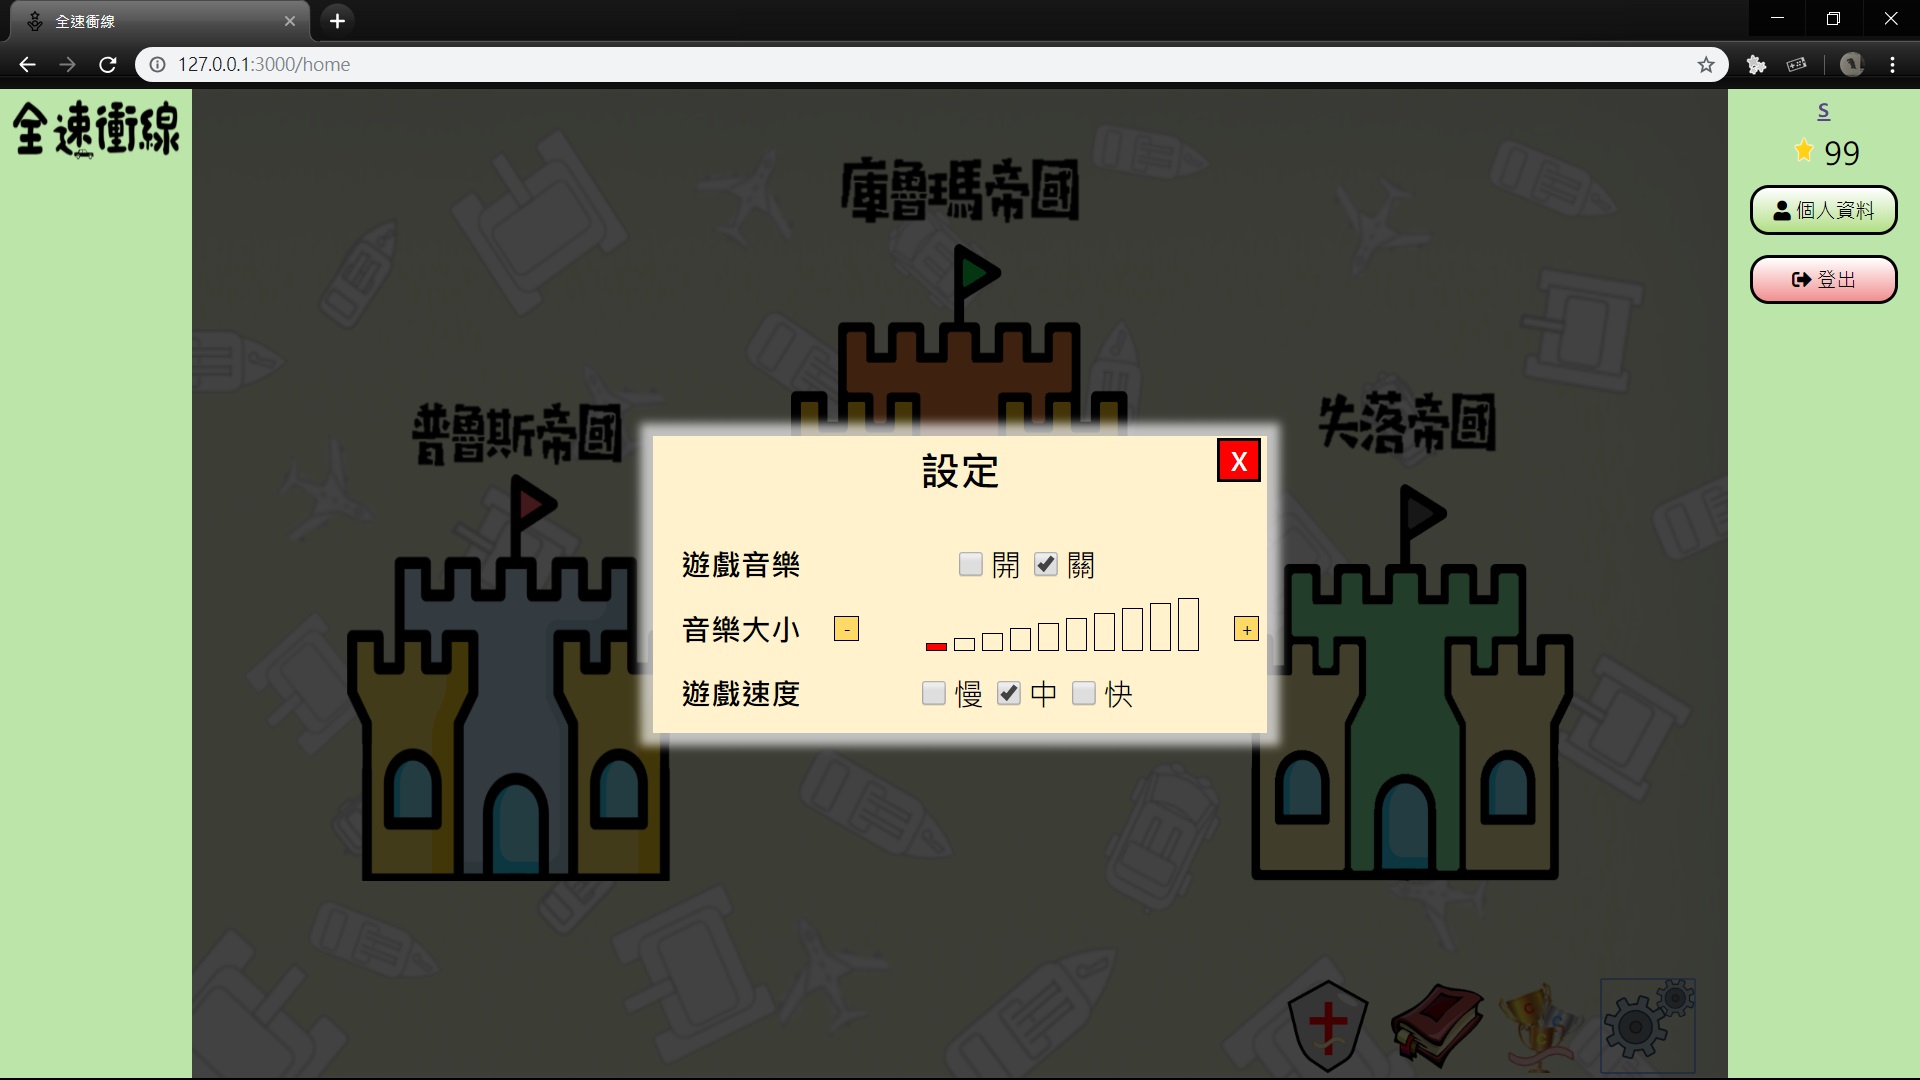 全速衝線
127.0.0.1:3000/home
全速衝線
S
99
個人資料
登出
庫魯瑪帝國
普魯斯帝國
失落帝國
設定
X
遊戲音樂 開 關
音樂大小 - +
遊戲速度 慢 中 快